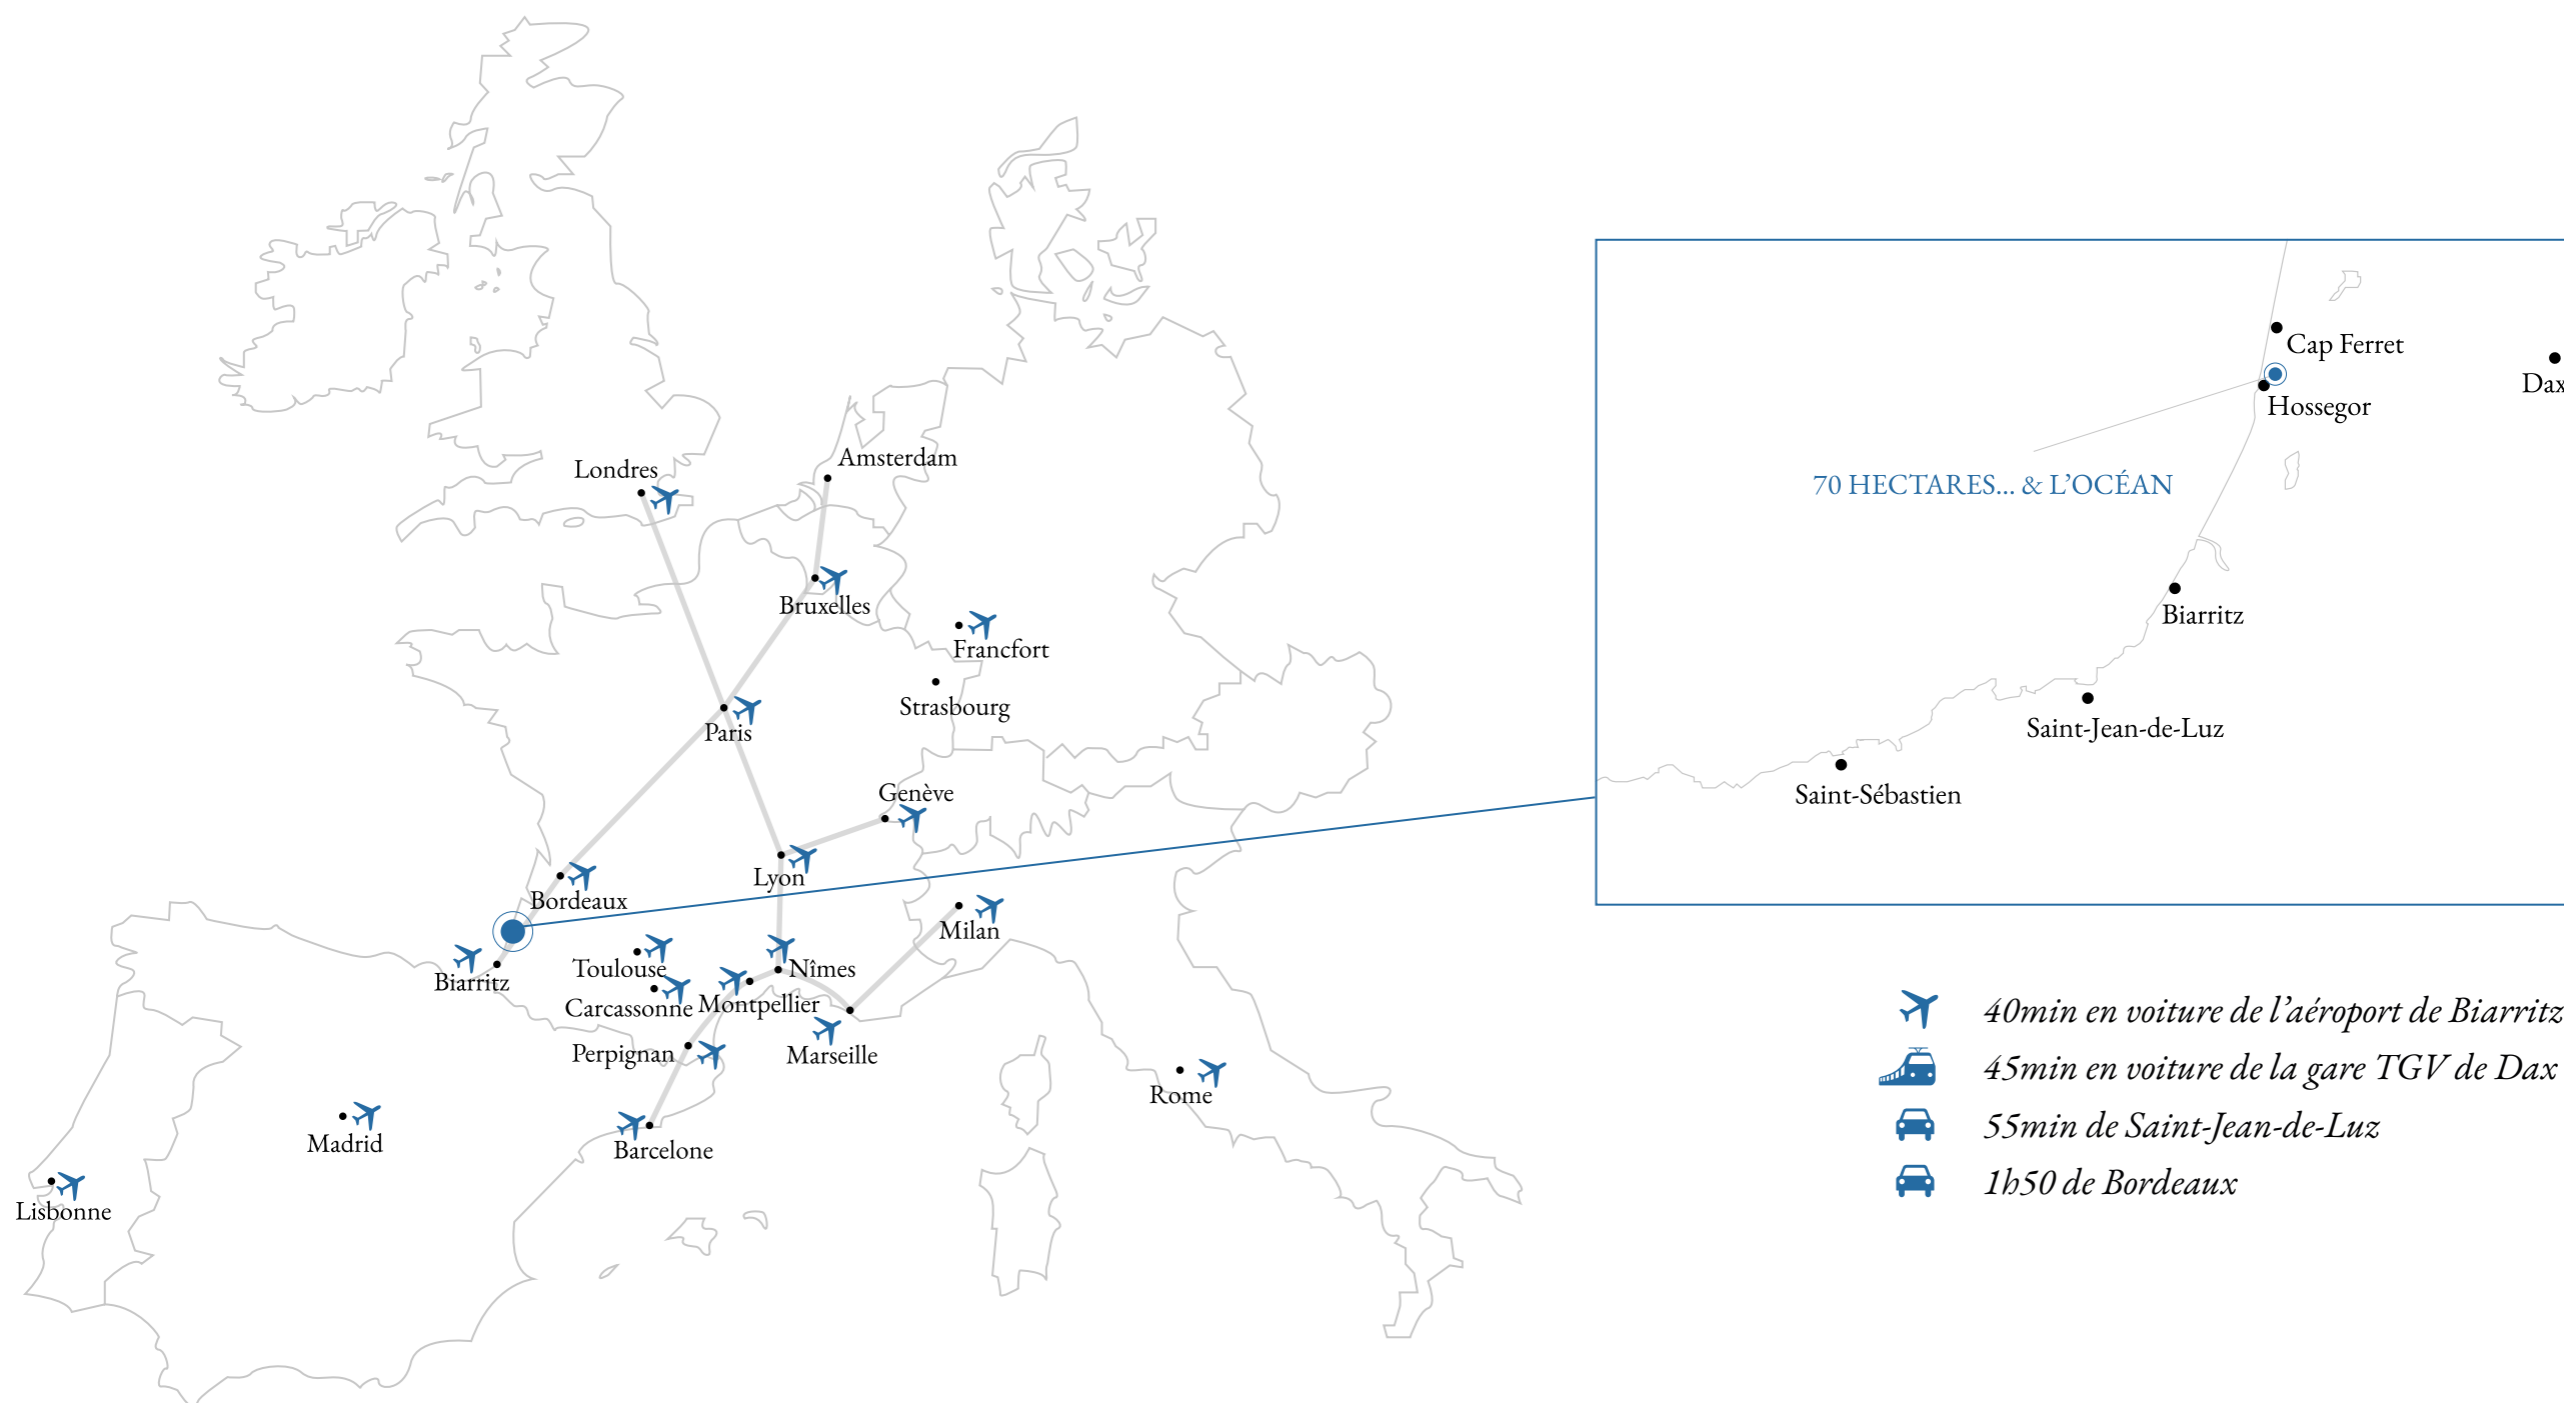 Londres
Amsterdam
Bruxelles
Francfort
Strasbourg
Paris
Genève
Lyon
Bordeaux
Milan
Biarritz
Toulouse
Nîmes
Carcassonne
Montpellier
Perpignan
Marseille
Rome
Madrid
Barcelone
Lisbonne
Cap Ferret
Dax
Hossegor
70 HECTARES... & L’OCÉAN
Biarritz
Saint-Jean-de-Luz
Saint-Sébastien
40min en voiture de l’aéroport de Biarritz
45min en voiture de la gare TGV de Dax
55min de Saint-Jean-de-Luz
1h50 de Bordeaux